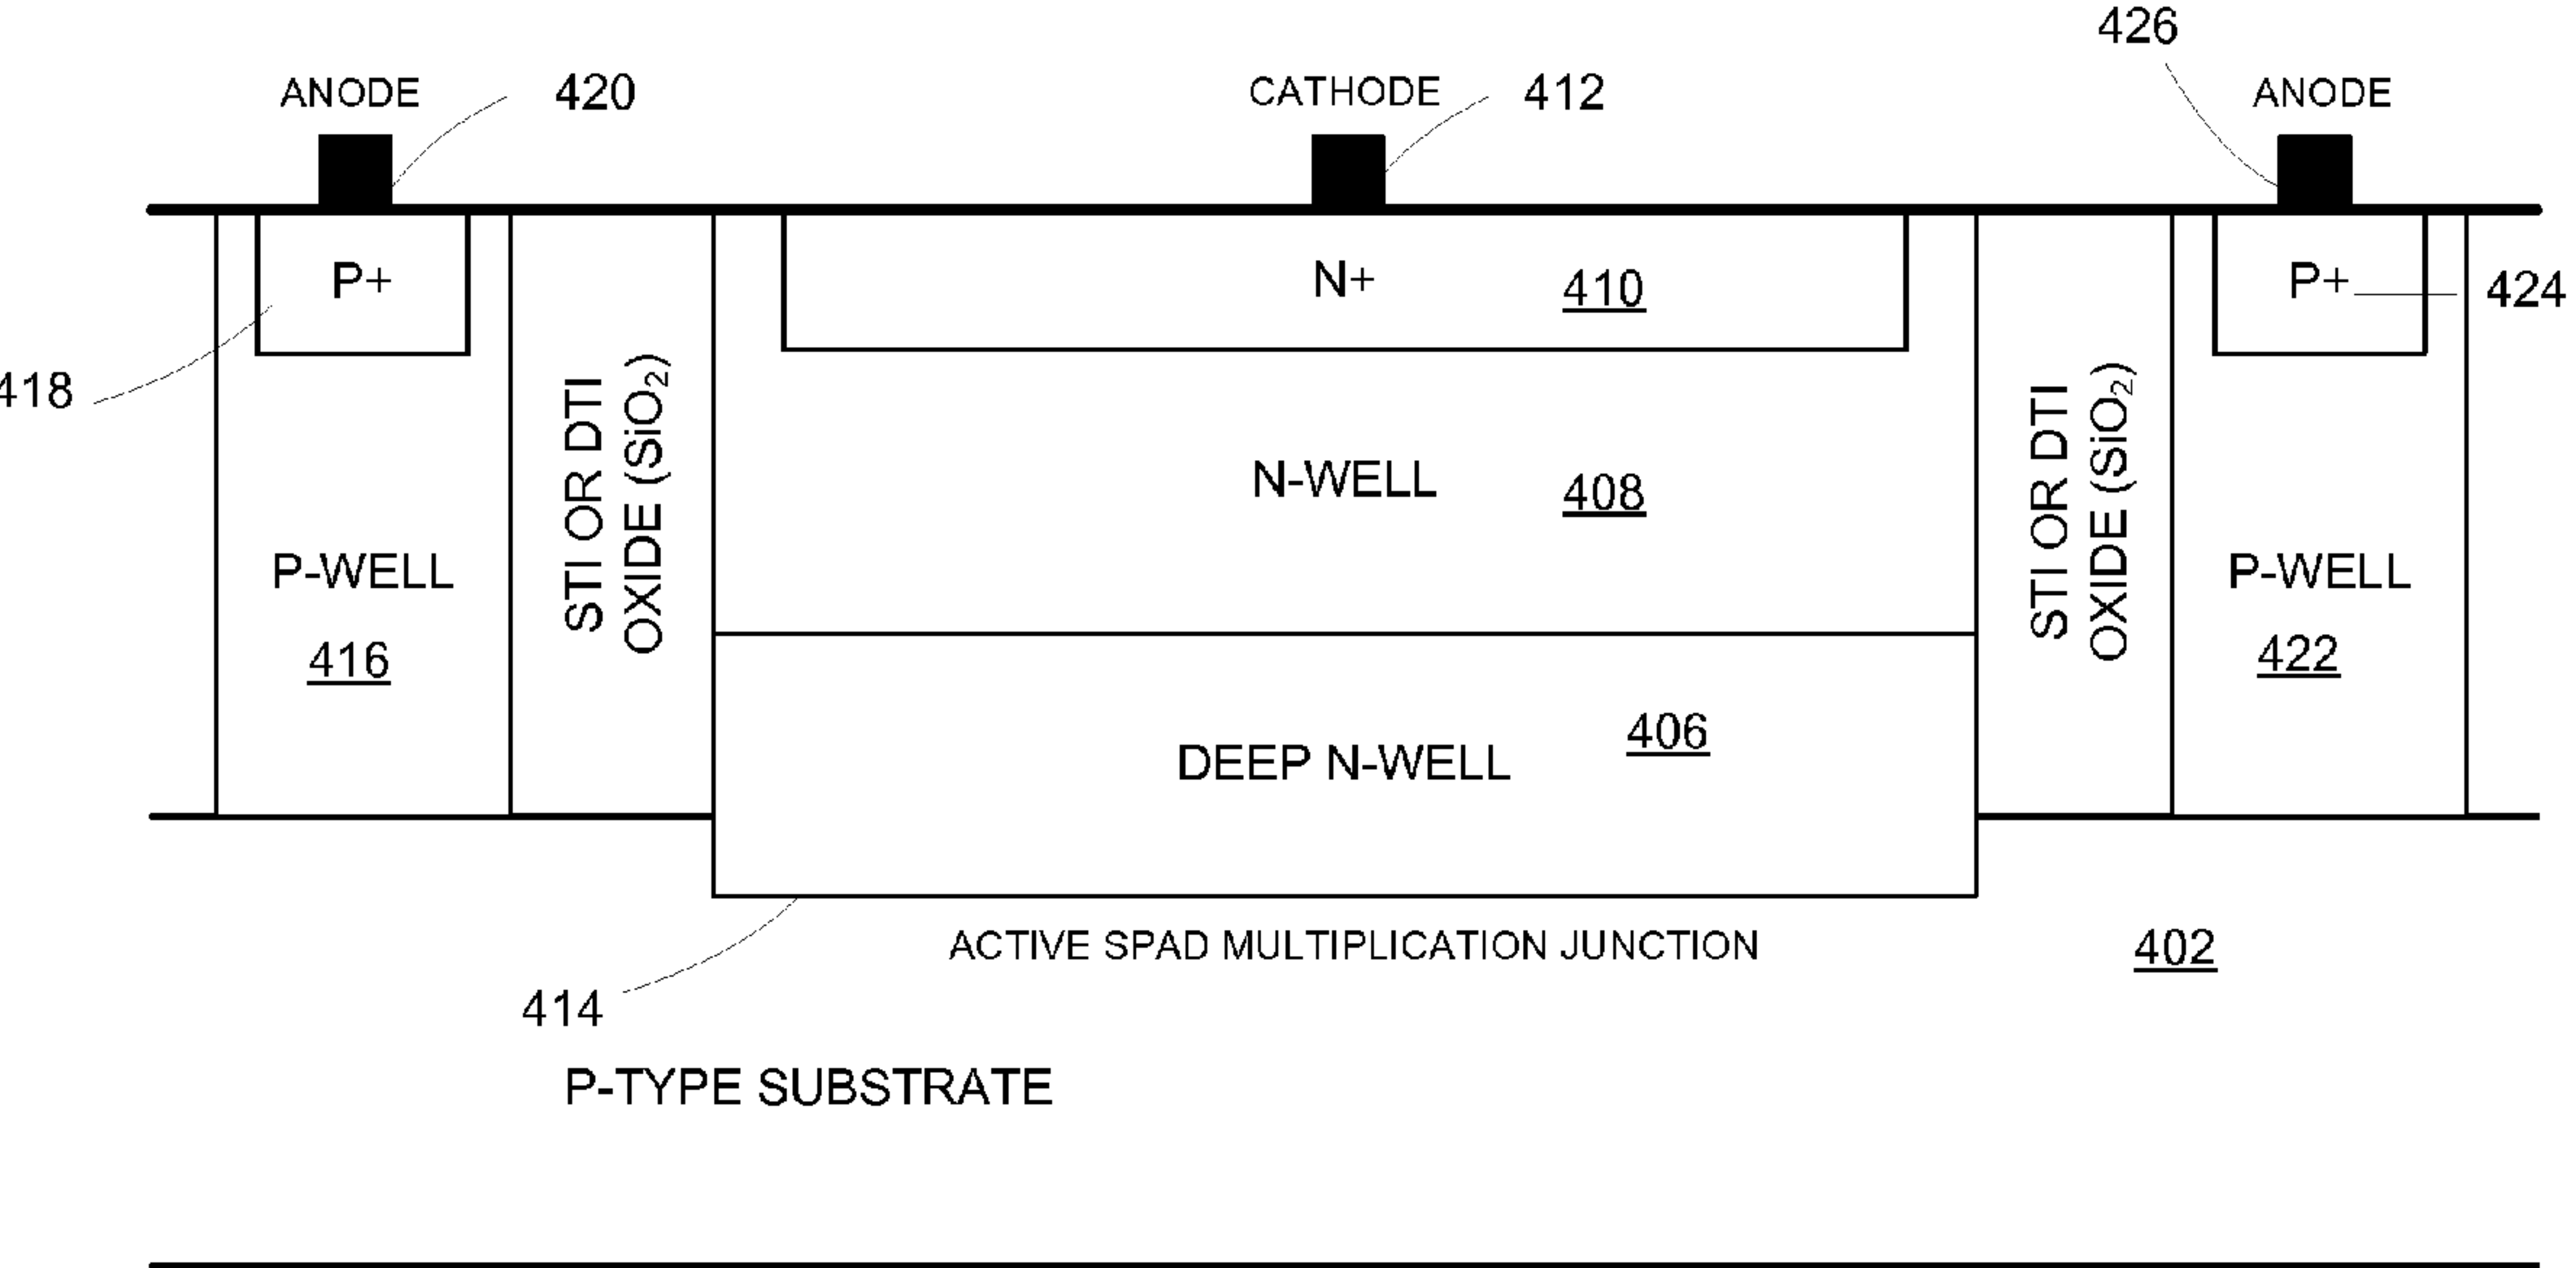 426
ANODE
420
CATHODE
412
ANODE
P+
N+
410
P+
424
418
STI OR DTI
OXIDE (SiO₂)
N-WELL
408
STI OR DTI
OXIDE (SiO₂)
P-WELL
416
P-WELL
422
DEEP N-WELL
406
ACTIVE SPAD MULTIPLICATION JUNCTION
402
414
P-TYPE SUBSTRATE